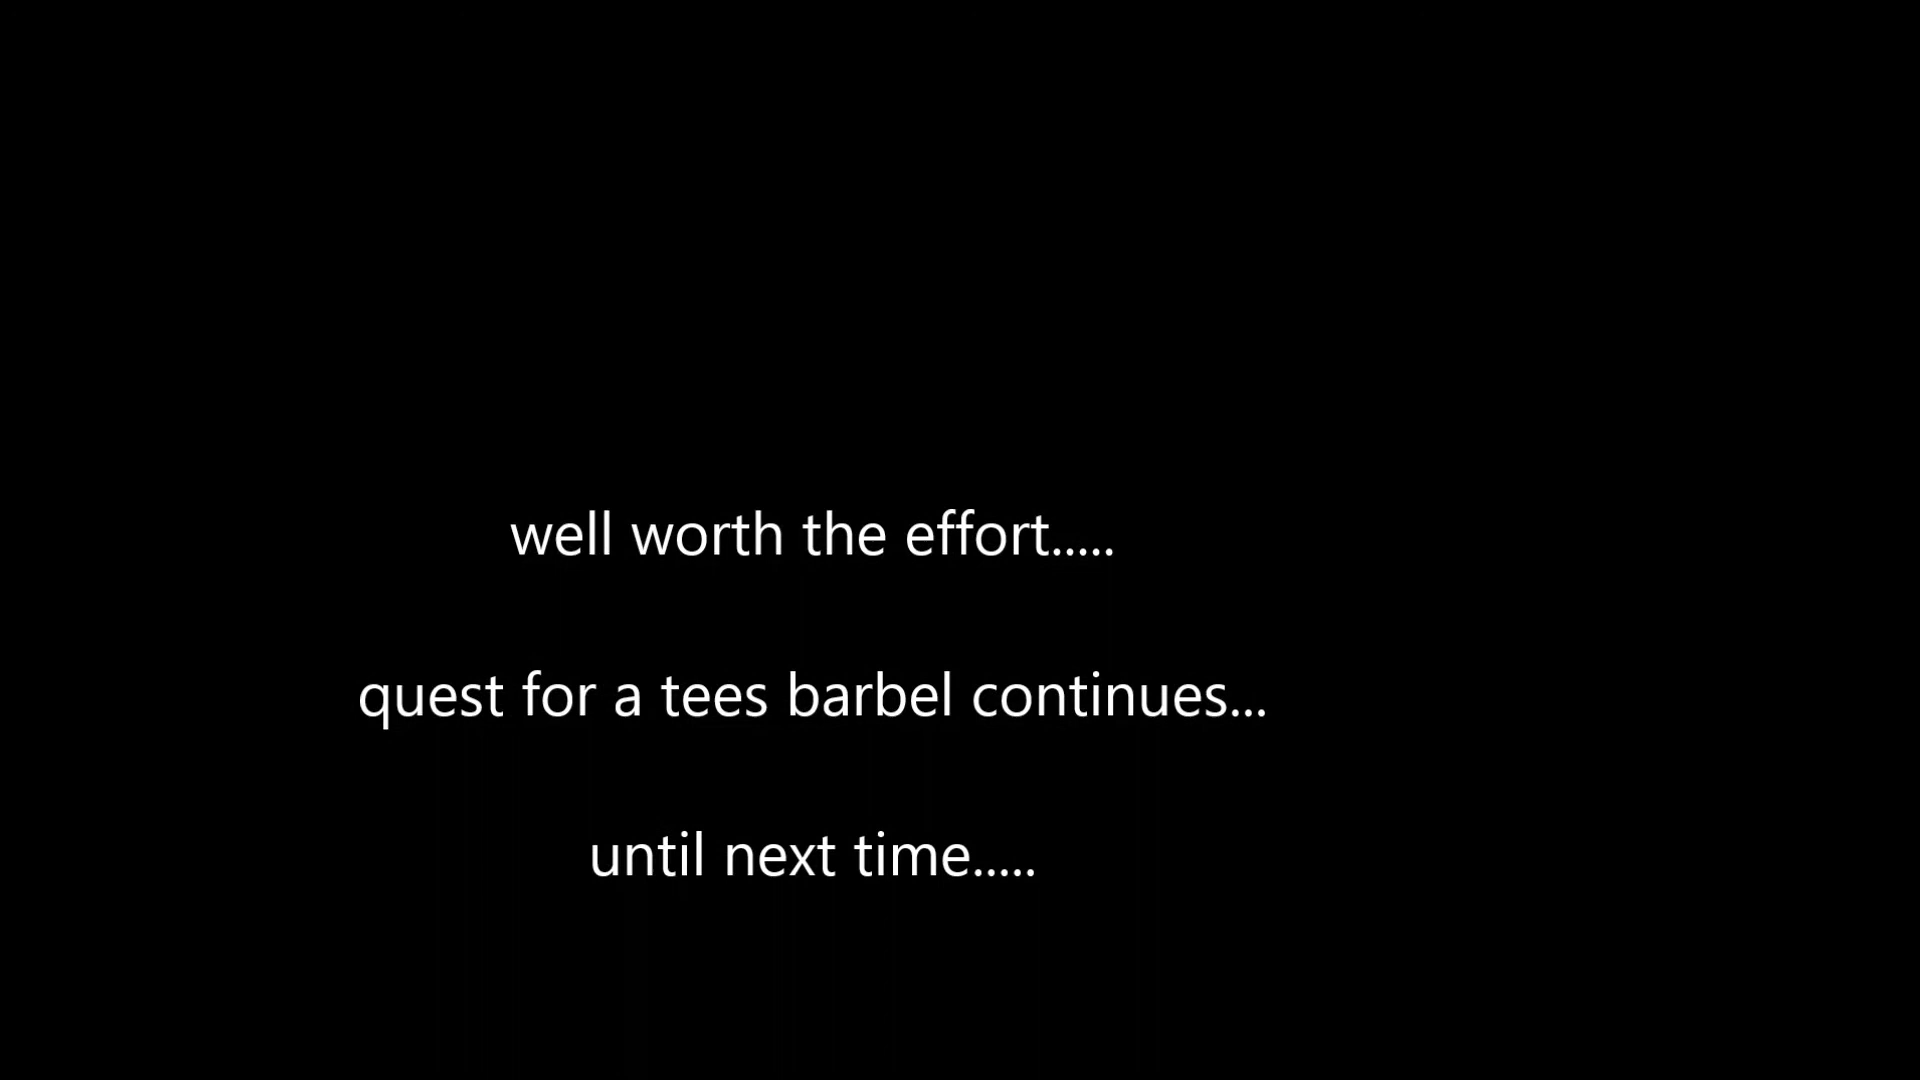 well worth the effort.....
quest for a tees barbel continues...
until next time.....